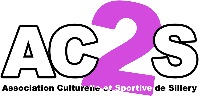 AC2S
Association Culturelle et Sportive de Sillery